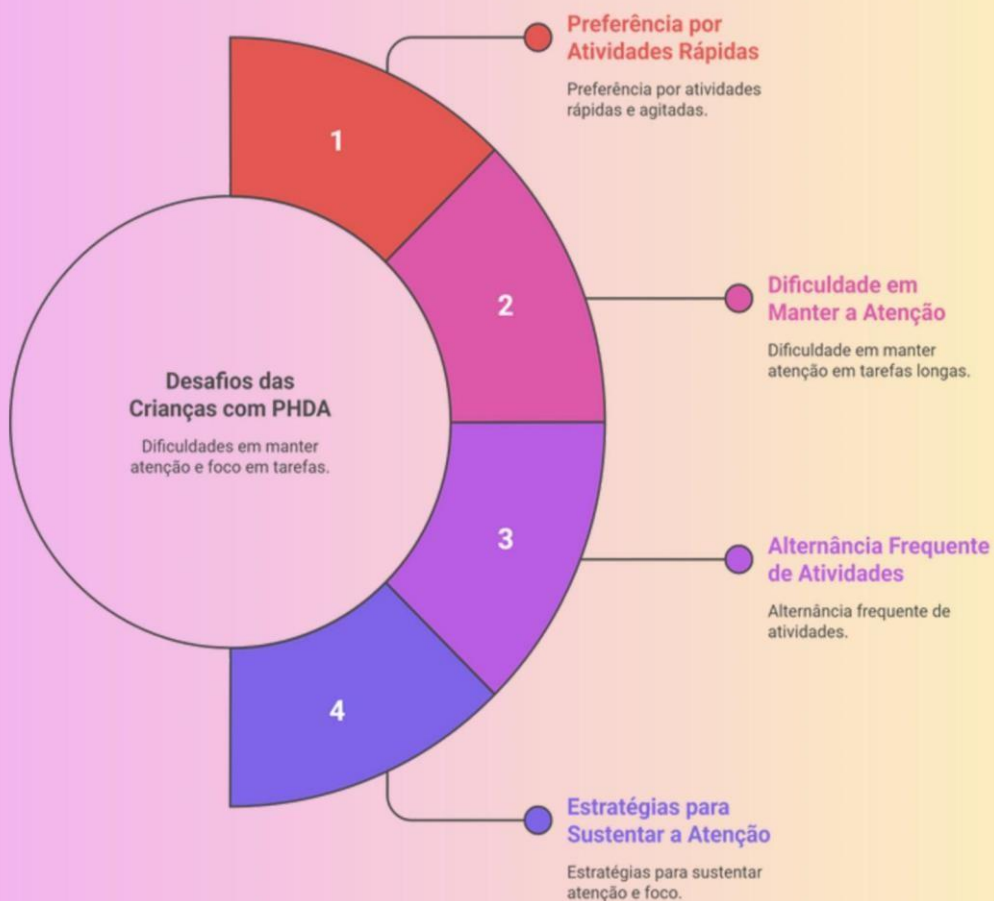 Preferência por
Atividades Rápidas
Preferência por atividades
rápidas e agitadas.
1
2
Dificuldade em
Manter a Atenção
Dificuldade em manter
atenção em tarefas longas.
Desafios das
Crianças com PHDA
Dificuldades em manter
atenção e foco em tarefas.
3
Alternância Frequente
de Atividades
Alternância frequente de
atividades.
4
Estratégias para
Sustentar a Atenção
Estratégias para sustentar
atenção e foco.